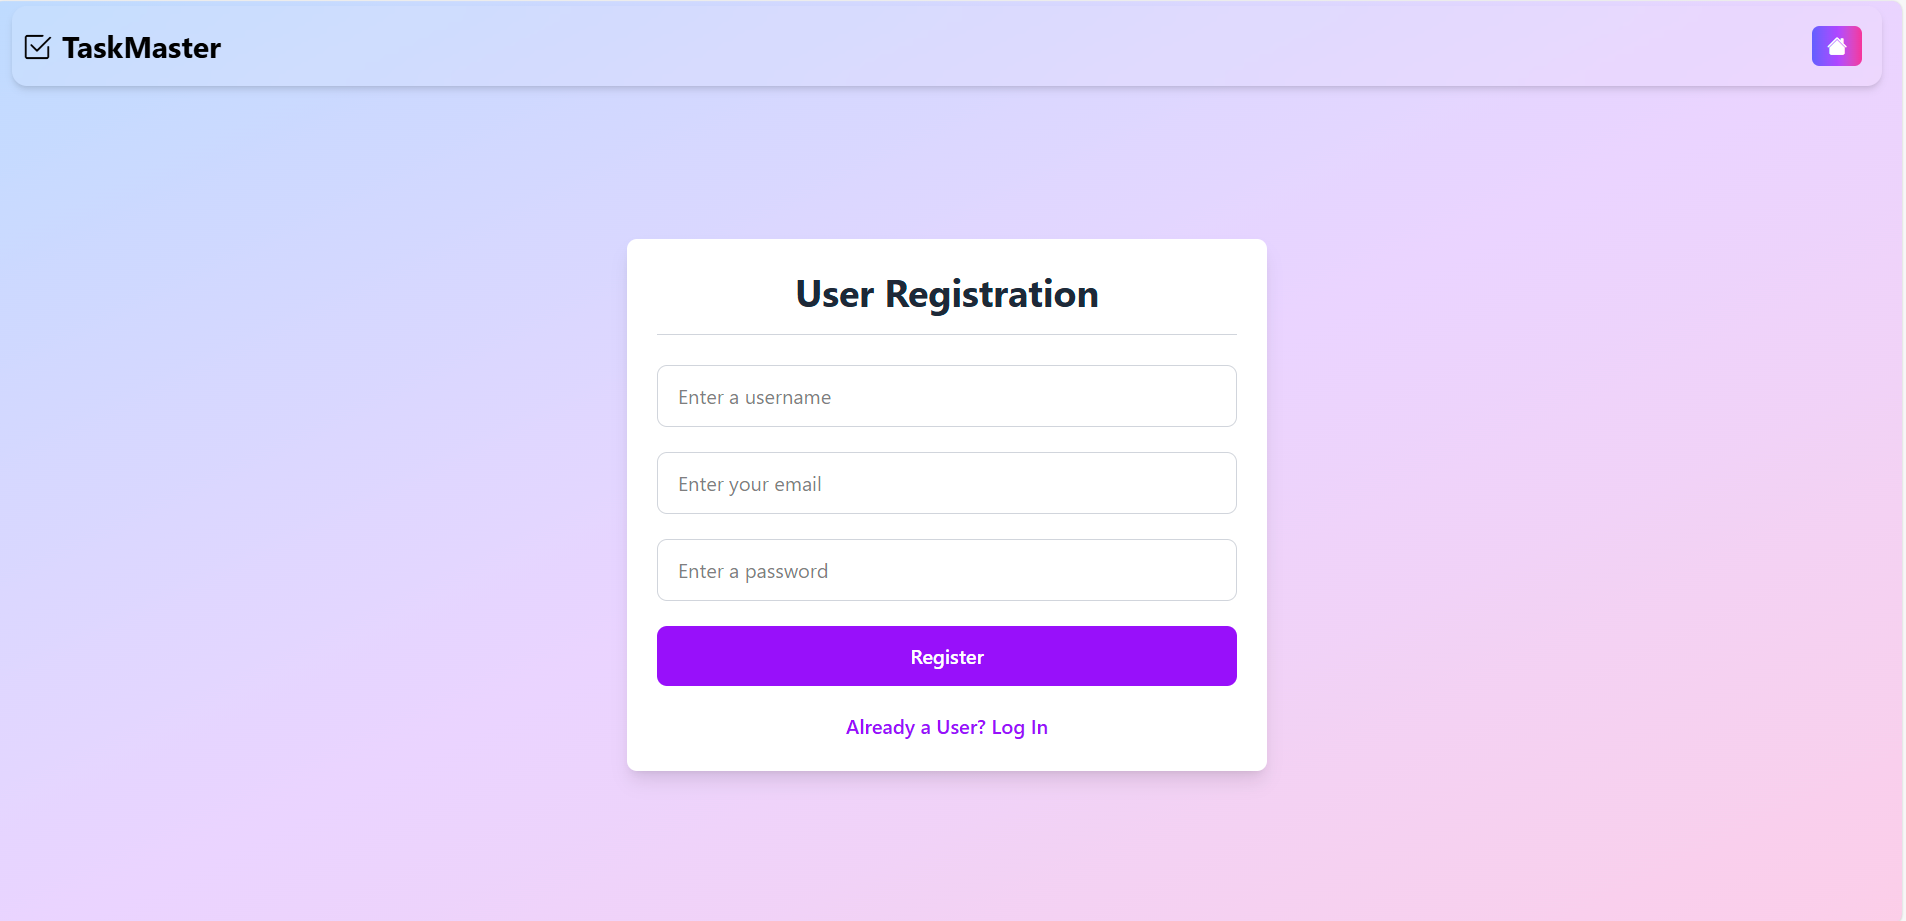 TaskMaster
User Registration
Enter a username
Enter your email
Enter a password
Register
Already a User? Log In